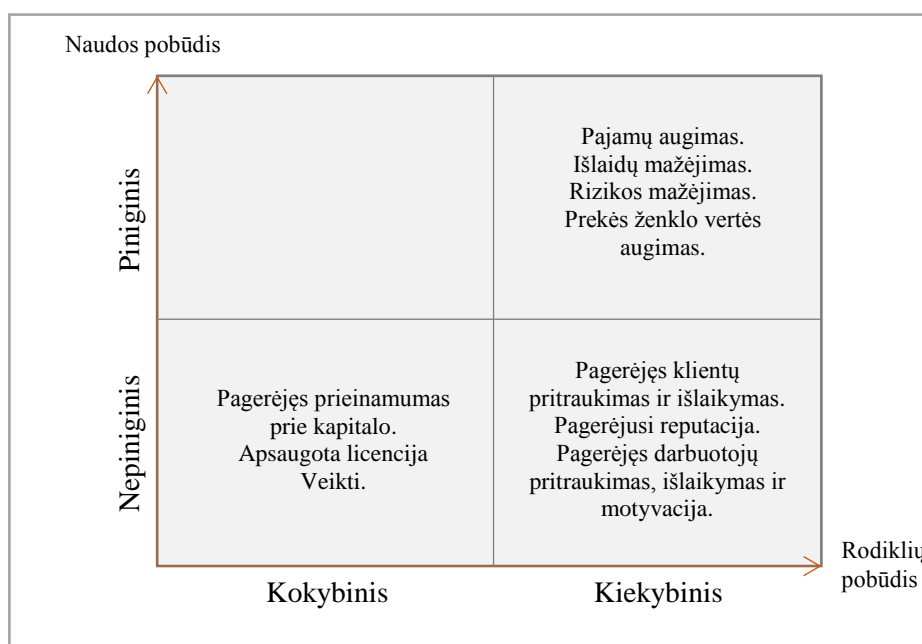 Naudos pobūdis
Piniginis
Pajamų augimas.
Išlaidų mažėjimas.
Rizikos mažėjimas.
Prekės ženklo vertės
augimas.
Nepiniginis
Pagerėjęs prieinamumas
prie kapitalo.
Apsaugota licencija
Veikti.
Pagerėjęs klientų
pritraukimas ir išlaikymas.
Pagerėjusi reputacija.
Pagerėjęs darbuotojų
pritraukimas, išlaikymas ir
motyvacija.
Kokybinis
Kiekybinis
Rodiklių
pobūdis